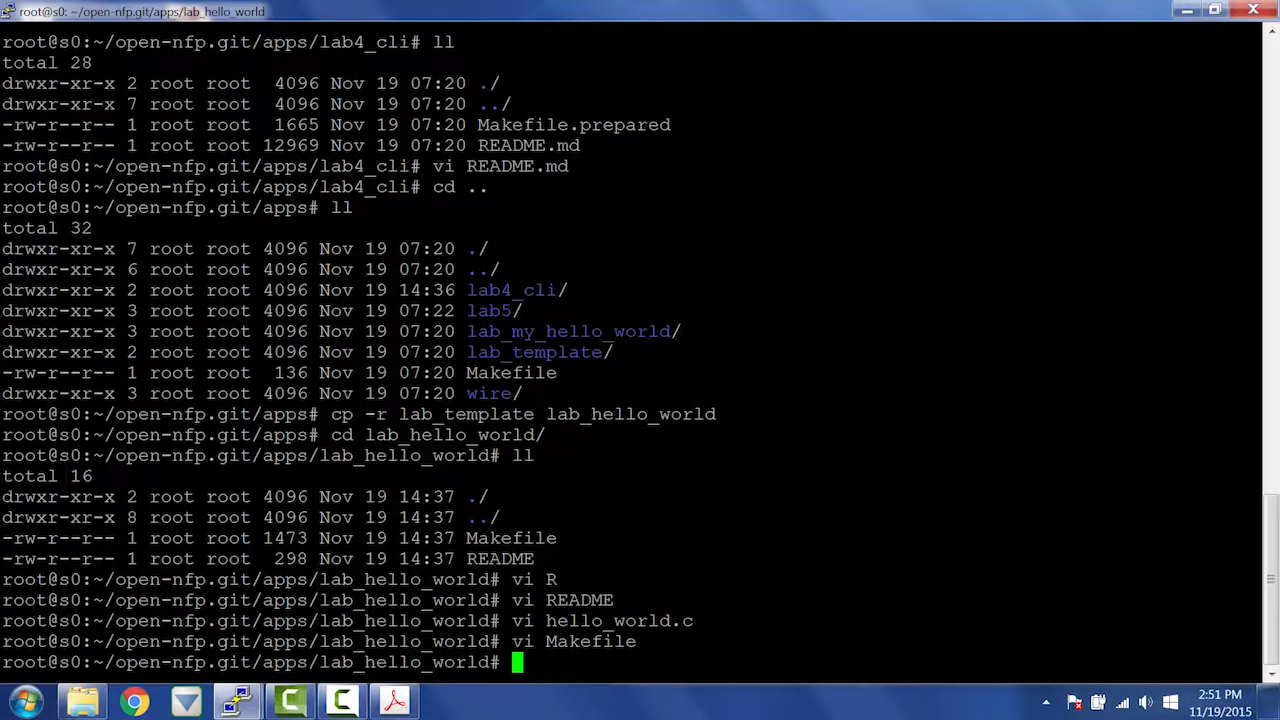 root@s0: ~/open-nfp.git/apps/lab_hello_world
root@s0:~/open-nfp.git/apps/lab4_cli# ll
total 28
drwxr-xr-x 2 root root  4096 Nov 19 07:20 ./
drwxr-xr-x 7 root root  4096 Nov 19 07:20 ../
-rw-r--r-- 1 root root  1665 Nov 19 07:20 Makefile.prepared
-rw-r--r-- 1 root root 12969 Nov 19 07:20 README.md
root@s0:~/open-nfp.git/apps/lab4_cli# vi README.md
root@s0:~/open-nfp.git/apps/lab4_cli# cd ..
root@s0:~/open-nfp.git/apps# ll
total 32
drwxr-xr-x 7 root root 4096 Nov 19 07:20 ./
drwxr-xr-x 6 root root 4096 Nov 19 07:20 ../
drwxr-xr-x 2 root root 4096 Nov 19 14:36 lab4_cli/
drwxr-xr-x 3 root root 4096 Nov 19 07:22 lab5/
drwxr-xr-x 3 root root 4096 Nov 19 07:20 lab_my_hello_world/
drwxr-xr-x 2 root root 4096 Nov 19 07:20 lab_template/
-rw-r--r-- 1 root root  136 Nov 19 07:20 Makefile
drwxr-xr-x 3 root root 4096 Nov 19 07:20 wire/
root@s0:~/open-nfp.git/apps# cp -r lab_template lab_hello_world
root@s0:~/open-nfp.git/apps# cd lab_hello_world/
root@s0:~/open-nfp.git/apps/lab_hello_world# ll
total 16
drwxr-xr-x 2 root root 4096 Nov 19 14:37 ./
drwxr-xr-x 8 root root 4096 Nov 19 14:37 ../
-rw-r--r-- 1 root root 1473 Nov 19 14:37 Makefile
-rw-r--r-- 1 root root  298 Nov 19 14:37 README
root@s0:~/open-nfp.git/apps/lab_hello_world# vi R
root@s0:~/open-nfp.git/apps/lab_hello_world# vi README
root@s0:~/open-nfp.git/apps/lab_hello_world# vi hello_world.c
root@s0:~/open-nfp.git/apps/lab_hello_world# vi Makefile
root@s0:~/open-nfp.git/apps/lab_hello_world#
2:51 PM
11/19/2015